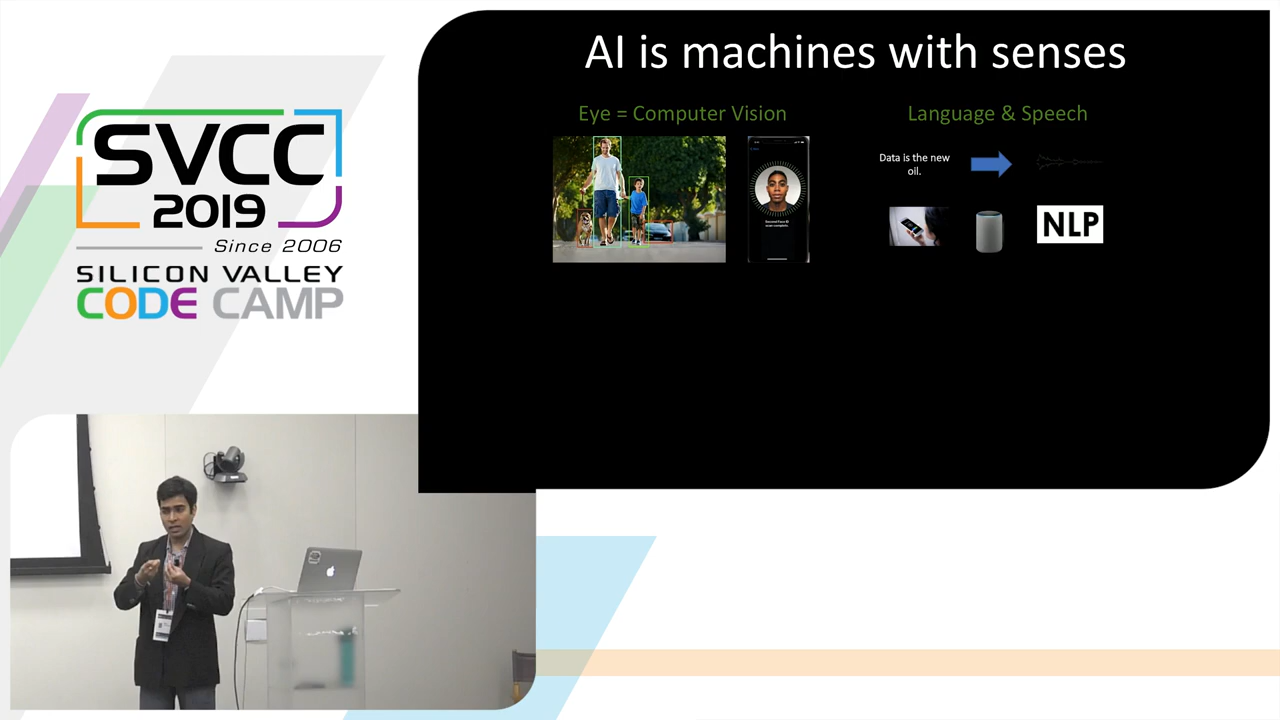 SVCC
2019
Since 2006
SILICON VALLEY
CODE CAMP
AI is machines with senses
Eye = Computer Vision
Language & Speech
Data is the new
oil.
NLP